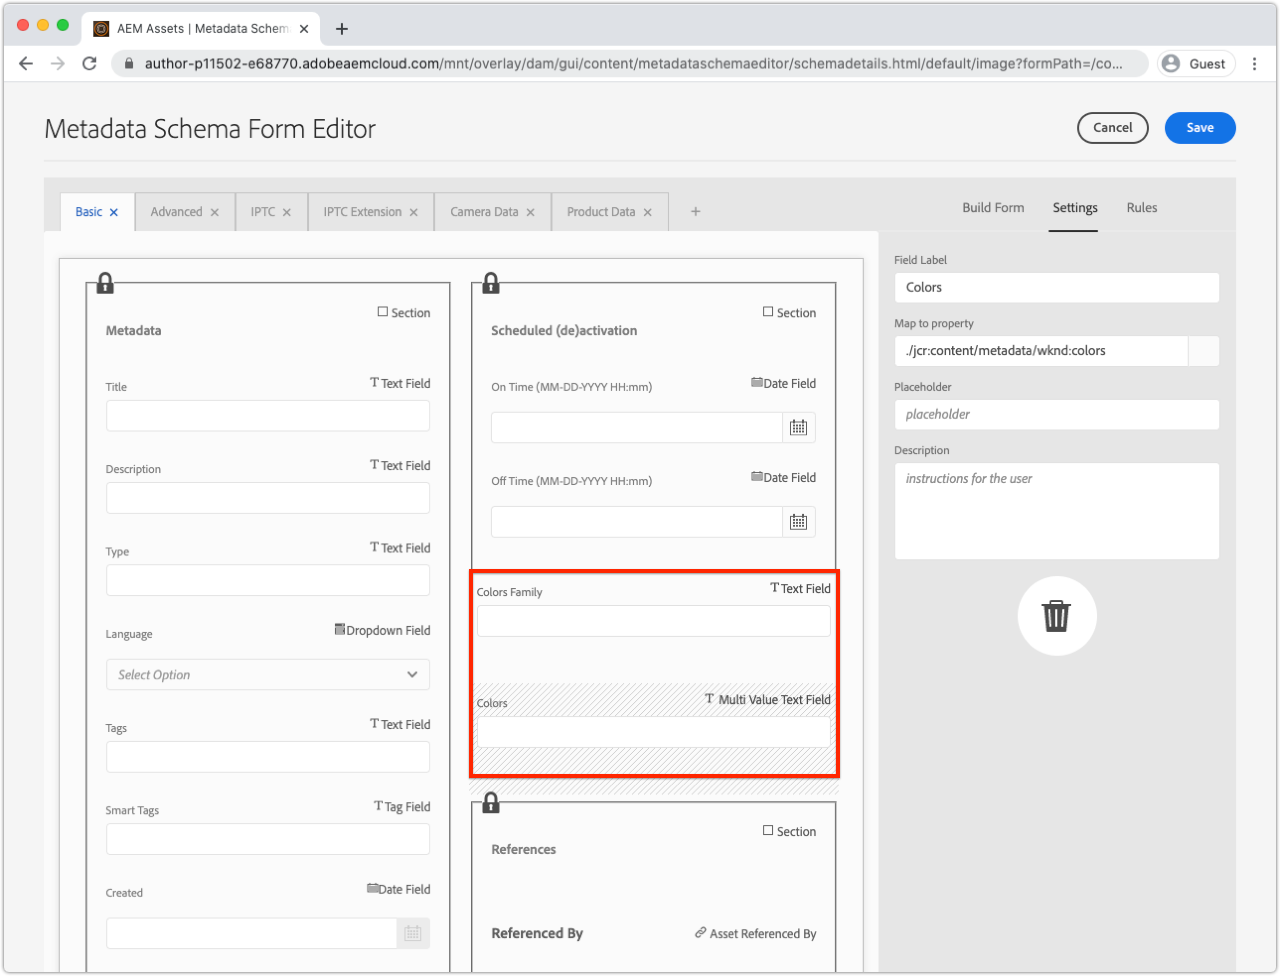 AEM Assets | Metadata Schem
author-p11502-e68770.adobeaemcloud.com/mnt/overlay/dam/gui/content/metadataschemaeditor/schemadetails.html/default/image?formPath=/co...
Guest
Metadata Schema Form Editor
Cancel
Save
Basic
Advanced
IPTC
IPTC Extension
Camera Data
Product Data
Build Form
Settings
Rules
Section
Metadata
Title
Text Field
Description
Text Field
Type
Text Field
Language
Dropdown Field
Select Option
Tags
Text Field
Smart Tags
Tag Field
Created
Date Field
Section
Scheduled (de)activation
On Time (MM-DD-YYYY HH:mm)
Date Field
Off Time (MM-DD-YYYY HH:mm)
Date Field
Colors Family
Text Field
Colors
Multi Value Text Field
Section
References
Referenced By
Asset Referenced By
Field Label
Colors
Map to property
./jcr:content/metadata/wknd:colors
Placeholder
placeholder
Description
instructions for the user